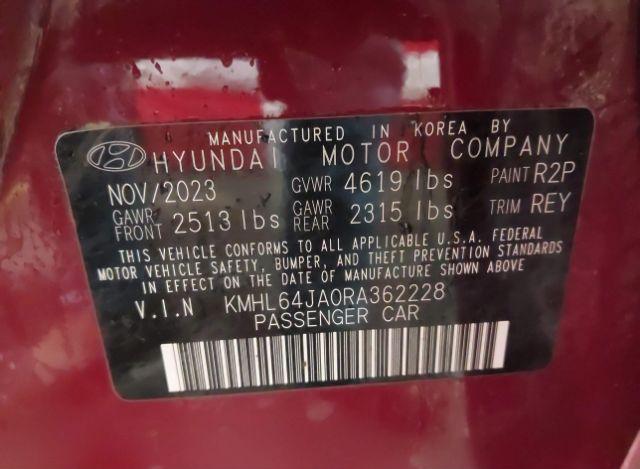 MANUFACTURED IN KOREA BY
HYUNDAI MOTOR COMPANY
NOV/2023 GVWR 4619 lbs PAINT R2P
GAWR FRONT 2513 lbs GAWR REAR 2315 lbs TRIM REY
THIS VEHICLE CONFORMS TO ALL APPLICABLE U.S.A. FEDERAL
MOTOR VEHICLE SAFETY, BUMPER, AND THEFT PREVENTION STANDARDS
IN EFFECT ON THE DATE OF MANUFACTURE SHOWN ABOVE
V.I.N KMHL64JA0RA362228
PASSENGER CAR